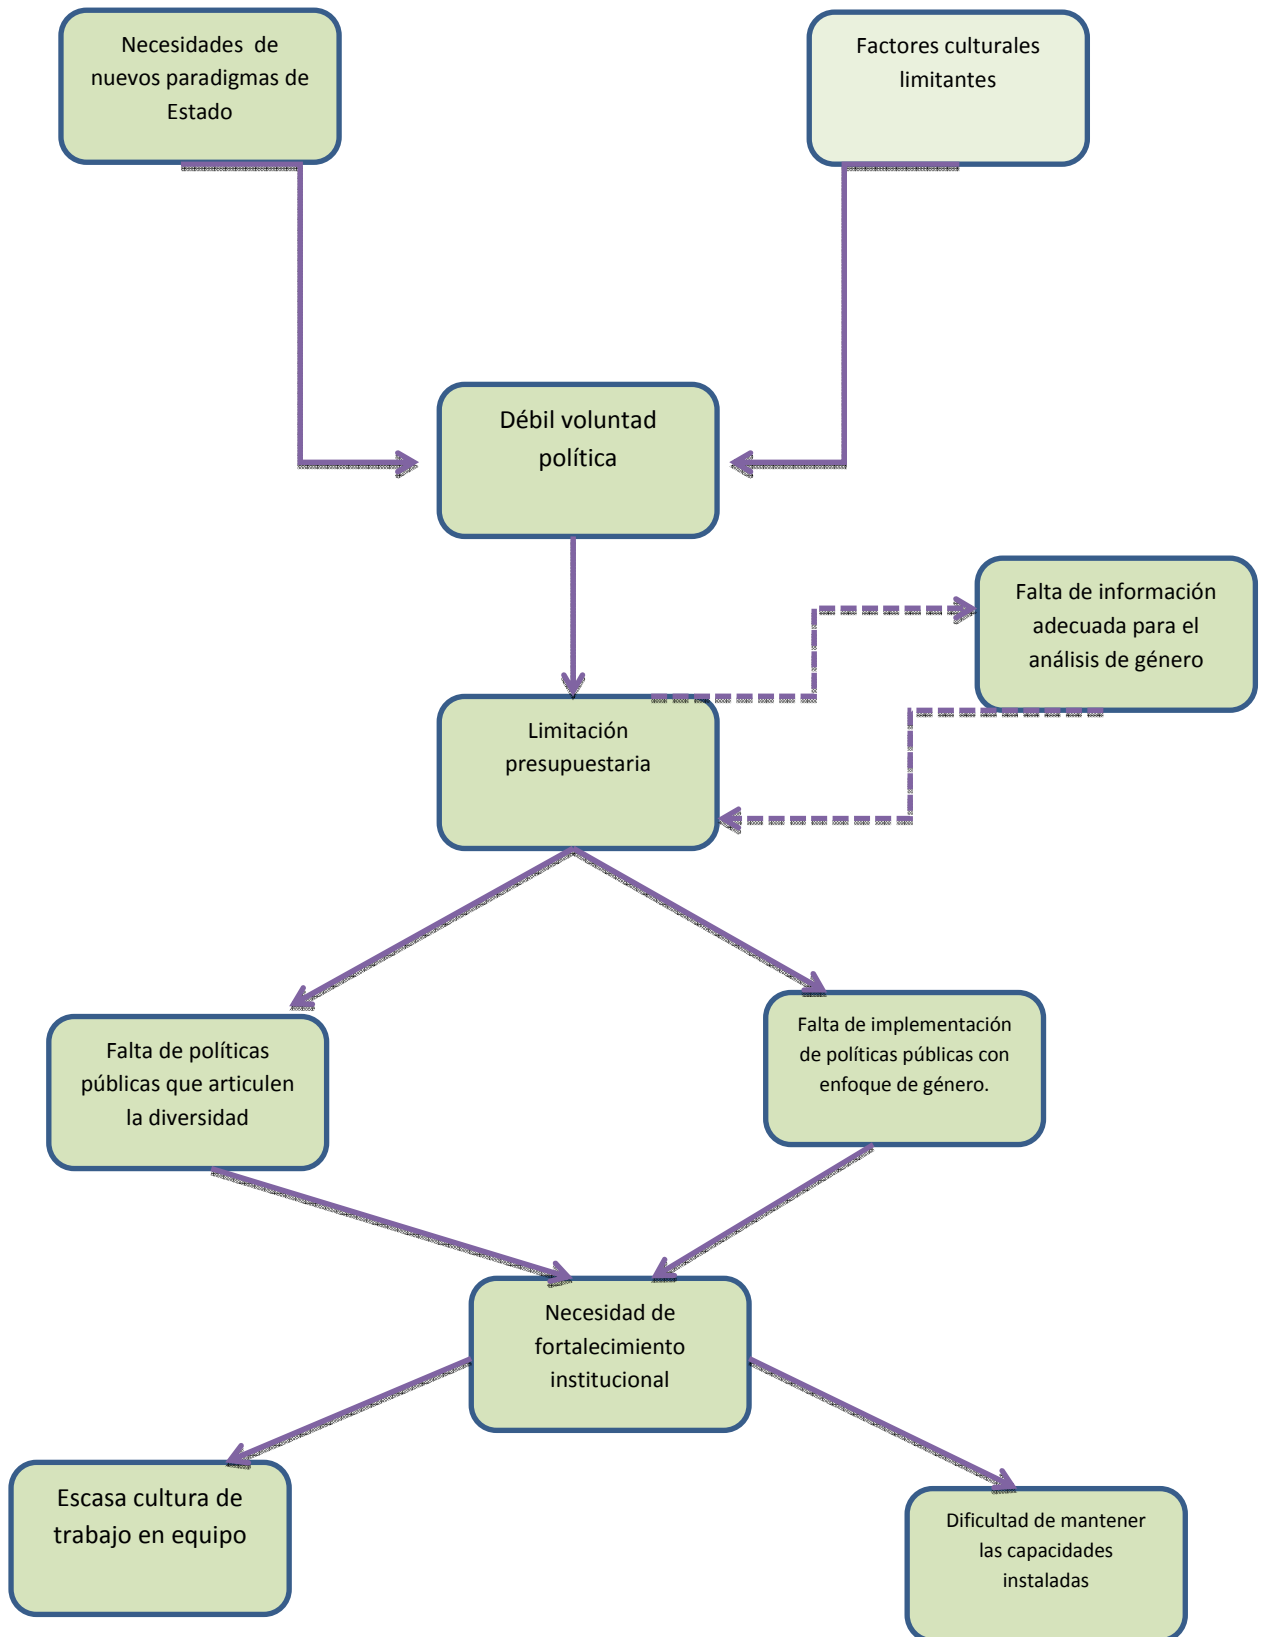 Necesidades de
nuevos paradigmas de
Estado
Factores culturales
limitantes
Débil voluntad
política
Falta de información
adecuada para el
análisis de género
Limitación
presupuestaria
Falta de políticas
públicas que articulen
la diversidad
Falta de implementación
de políticas públicas con
enfoque de género.
Necesidad de
fortalecimiento
institucional
Escasa cultura de
trabajo en equipo
Dificultad de mantener
las capacidades
instaladas